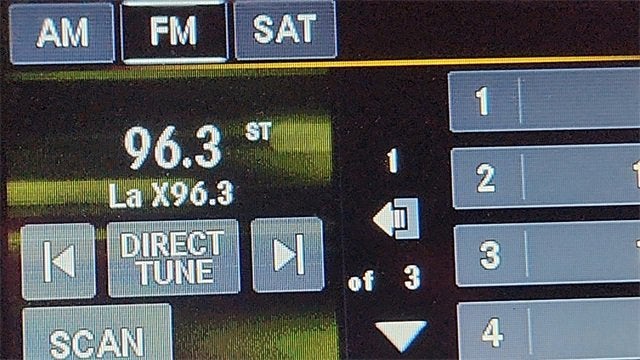 AM FM SAT
96.3 ST
La X96.3
DIRECT
TUNE
SCAN
1
of 3
1
2
3
4